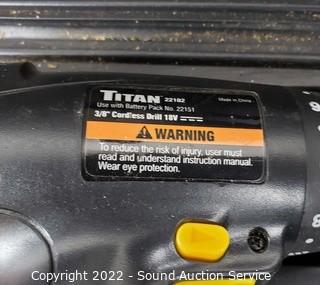 TITAN 22182
Use with Battery Pack No. 22151
Made in China
3/8" Cordless Drill 18V
WARNING
To reduce the risk of injury, user must
read and understand instruction manual.
Wear eye protection.
Copyright 2022 - Sound Auction Service